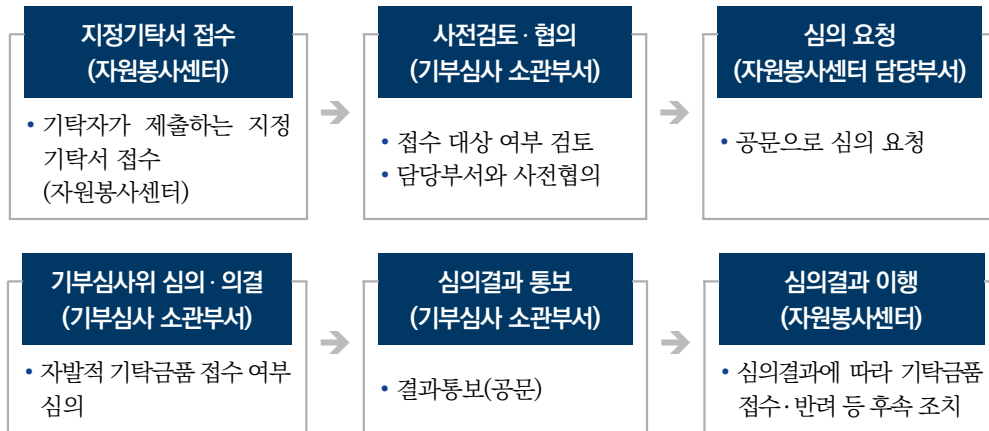 지정기탁서 접수
(자원봉사센터)
• 기탁자가 제출하는 지정
기탁서 접수
(자원봉사센터)
사전검토 · 협의
(기부심사 소관부서)
• 접수 대상 여부 검토
• 담당부서와 사전협의
심의 요청
(자원봉사센터 담당부서)
• 공문으로 심의 요청
기부심사위 심의 · 의결
(기부심사 소관부서)
• 자발적 기탁금품 접수 여부
심의
심의결과 통보
(기부심사 소관부서)
• 결과통보(공문)
심의결과 이행
(자원봉사센터)
• 심의결과에 따라 기탁금품
접수 · 반려 등 후속 조치